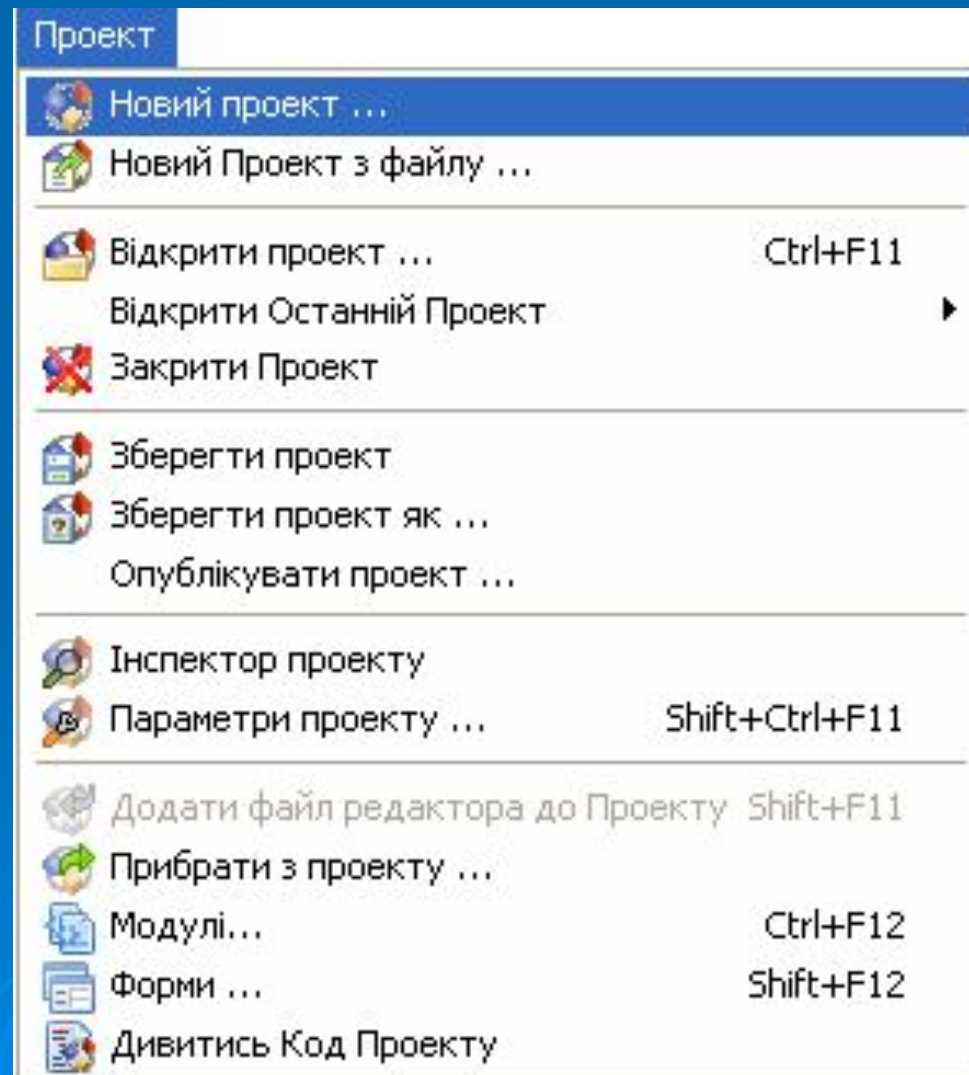 Проект
Новий проект ...
Новий Проект з файлу ...
Відкрити проект ... Ctrl+F11
Відкрити Останній Проект
Закрити Проект
Зберегти проект
Зберегти проект як ...
Опублікувати проект ...
Інспектор проекту
Параметри проекту ... Shift+Ctrl+F11
Додати файл редактора до Проекту Shift+F11
Прибрати з проекту ...
Модулі... Ctrl+F12
Форми ... Shift+F12
Дивитись Код Проекту